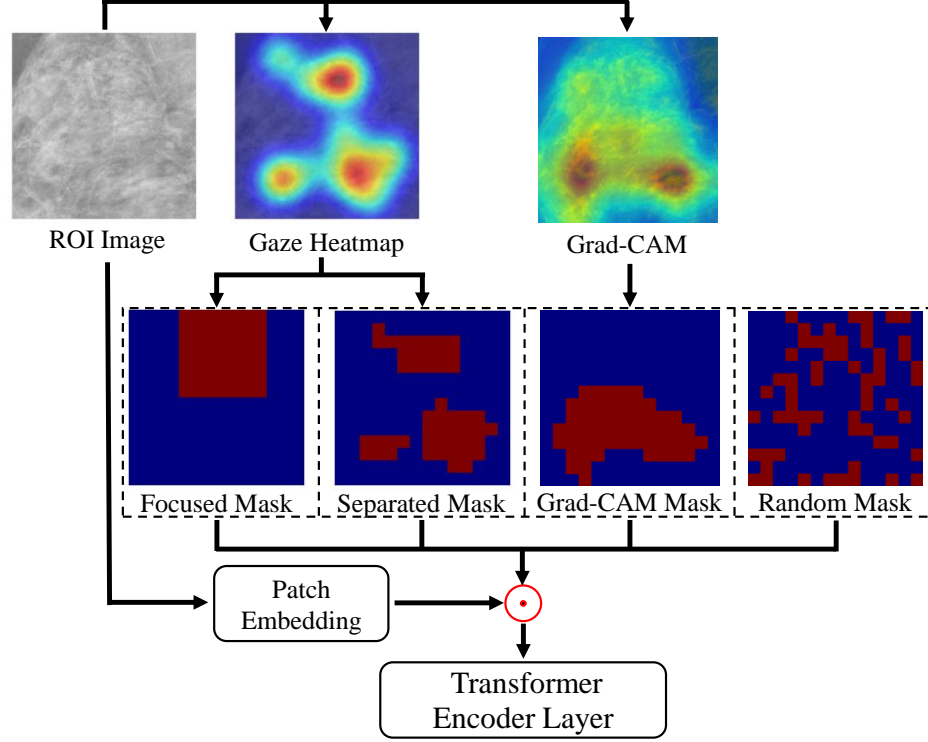 ROI Image
Gaze Heatmap
Grad-CAM
Focused Mask
Separated Mask
Grad-CAM Mask
Random Mask
Patch
Embedding
Transformer
Encoder Layer